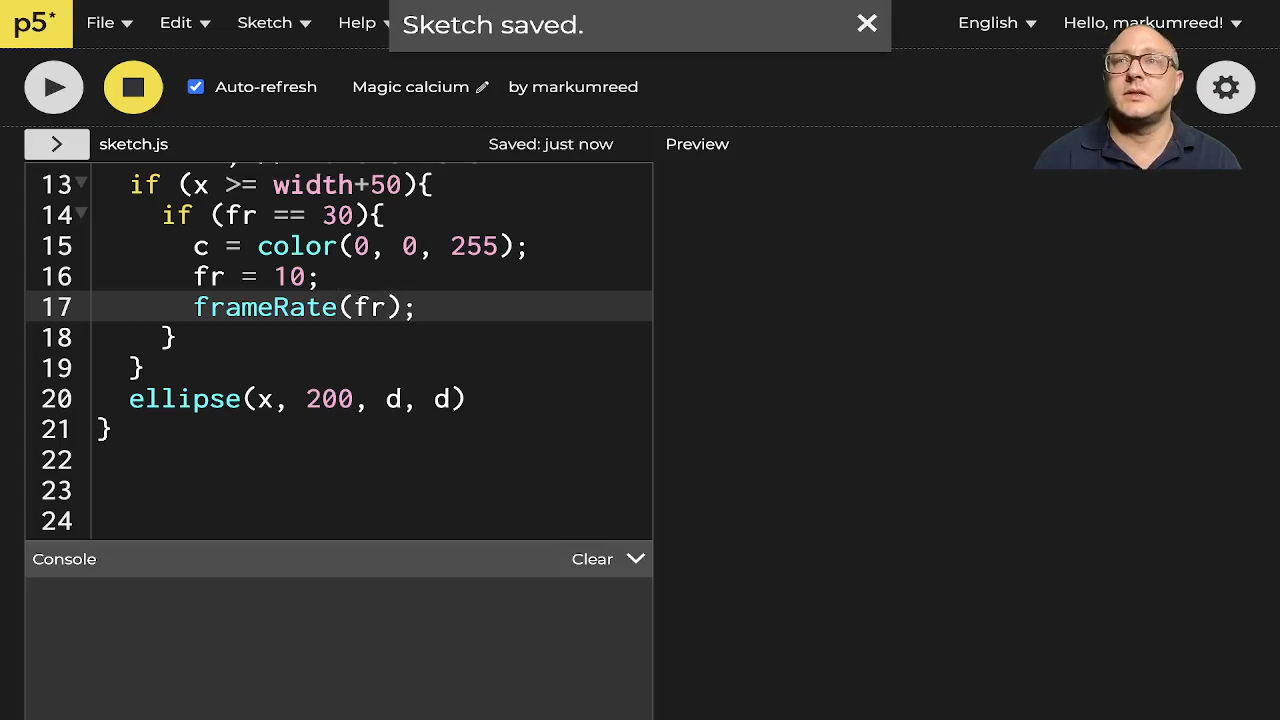 p5*
File
Edit
Sketch
Help
Sketch saved.
English
Hello, markumreed!
Auto-refresh
Magic calcium
by markumreed
sketch.js
Saved: just now
Preview
13 if (x >= width+50){
14 if (fr == 30){
15 c = color(0, 0, 255);
16 fr = 10;
17 frameRate(fr);
18 }
19 }
20 ellipse(x, 200, d, d)
21 }
22
23
24
Console
Clear